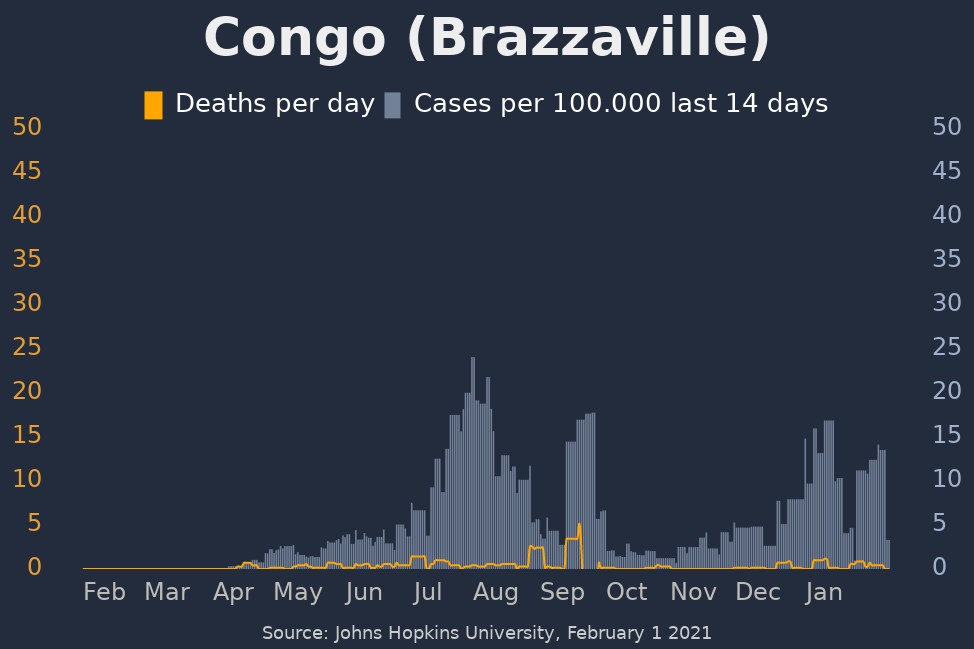 Congo (Brazzaville)
Deaths per day Cases per 100.000 last 14 days
50 50
45 45
40 40
35 35
30 30
25 25
20 20
15 15
10 10
5 5
0 0
Feb Mar Apr May Jun Jul Aug Sep Oct Nov Dec Jan
Source: Johns Hopkins University, February 1 2021